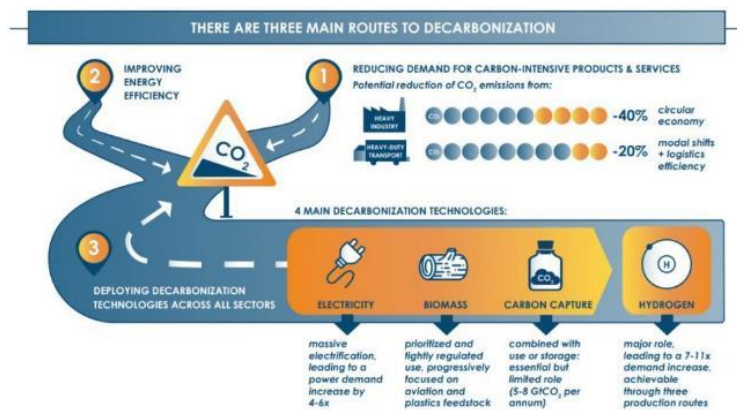 THERE ARE THREE MAIN ROUTES TO DECARBONIZATION
2
IMPROVING
ENERGY
EFFICIENCY
1
REDUCING DEMAND FOR CARBON-INTENSIVE PRODUCTS & SERVICES
Potential reduction of CO₂ emissions from:
HEAVY
INDUSTRY
CO₂
-40%
circular
economy
HEAVY-DUTY
TRANSPORT
CO₂
-20%
modal shifts
+ logistics
efficiency
CO₂
4 MAIN DECARBONIZATION TECHNOLOGIES:
3
DEPLOYING DECARBONIZATION
TECHNOLOGIES ACROSS ALL SECTORS
ELECTRICITY
massive
electrification,
leading to a
power demand
increase by
4-6x
BIOMASS
prioritized and
tightly regulated
use, progressively
focused on
aviation and
plastics feedstock
CO₂
CARBON CAPTURE
combined with
use or storage:
essential but
limited role
(5-8 GtCO₂ per
annum)
H
HYDROGEN
major role,
leading to a 7-11x
demand increase,
achievable
through three
production routes